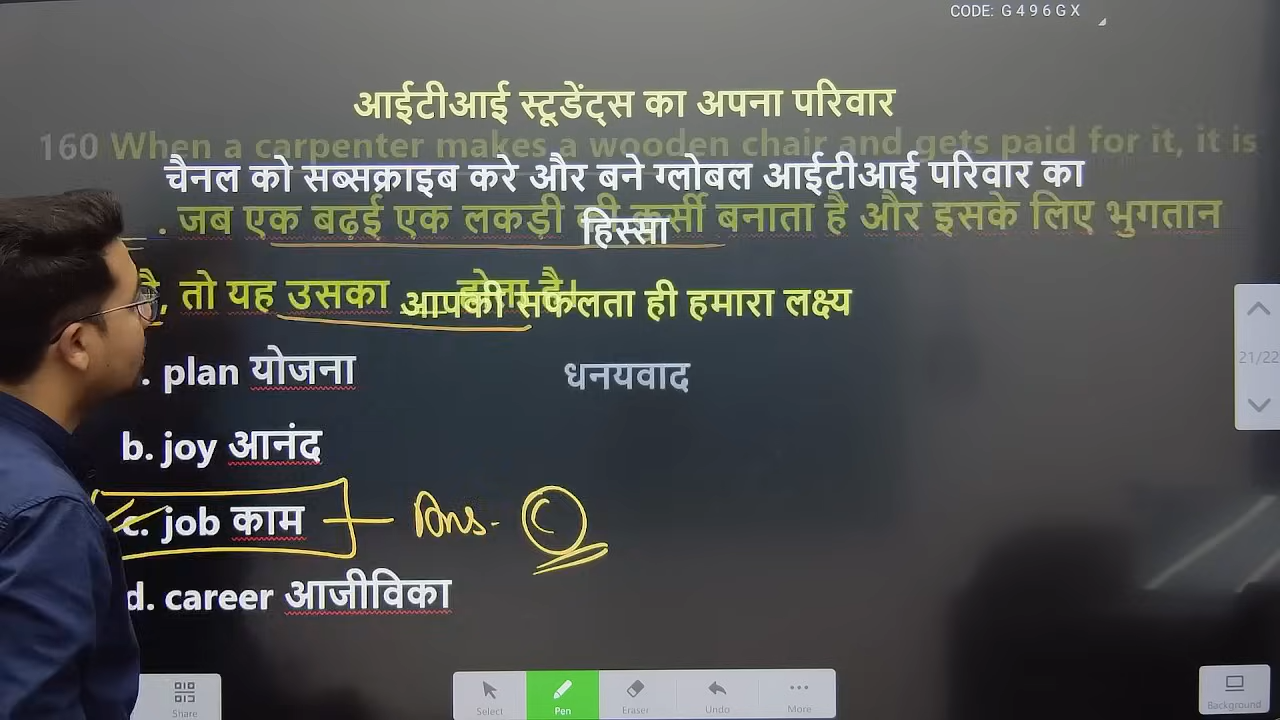 CODE: G496GX
आईटीआई स्टूडेंट्स का अपना परिवार
160 When a carpenter makes a wooden chair and gets paid for it, it is
चैनल को सब्सक्राइब करे और बने ग्लोबल आईटीआई परिवार का
. जब एक बढ़ई एक लकड़ी की कुर्सी बनाता है और इसके लिए भुगतान
हिस्सा
है, तो यह उसका ___ होता है।
आपकी सफलता ही हमारा लक्ष्य
. plan योजना
धनयवाद
b. joy आनंद
c. job काम Ans. C
d. career आजीविका
21/22
Share
Select Pen Eraser Undo More
Background